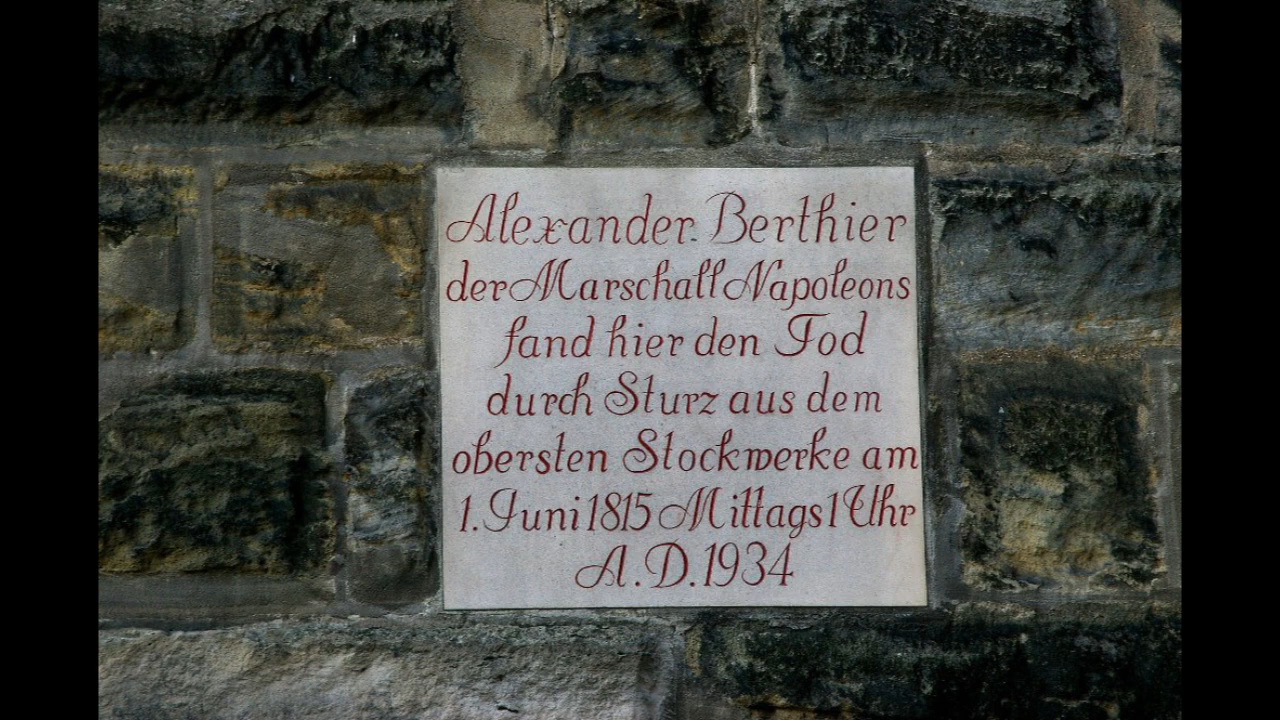 Alexander Berthier
der Marschall Napoleons
fand hier den Tod
durch Sturz aus dem
obersten Stockwerke am
1. Juni 1815 Mittags 1 Uhr
A.D. 1934